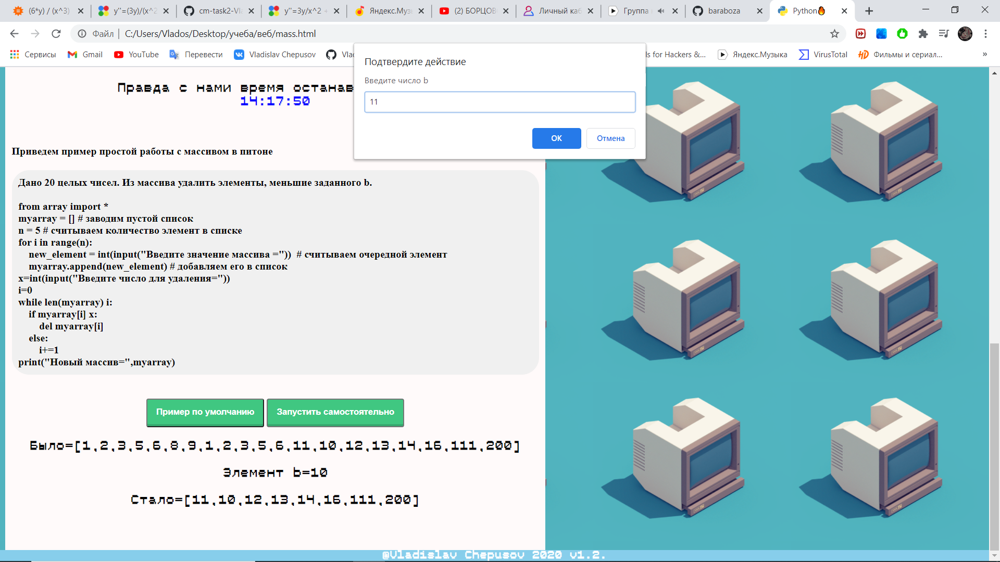 (6*y) / (x^3)
y''=(3y)/(x^2
cm-task2-Vla
y''=3y/x^2 +
Яндекс.Музы
(2) БОРЦОВ
Личный каб
Группа
baraboza
Python🔥
Файл | C:/Users/Vlados/Desktop/учеба/веб/mass.html
Сервисы
Gmail
YouTube
Перевести
Vladislav Chepusov
Vla
ls for Hackers &...
Яндекс.Музыка
VirusTotal
Фильмы и сериал...
»
Подтвердите действие
Введите число b
11
ОК
Отмена
Правда с нами время останав
14:17:50
Приведем пример простой работы с массивом в питоне
Дано 20 целых чисел. Из массива удалить элементы, меньшие заданного b.
from array import *
myarray = [] # заводим пустой список
n = 5 # считываем количество элемент в списке
for i in range(n):
new_element = int(input("Введите значение массива =")) # считываем очередной элемент
myarray.append(new_element) # добавляем его в список
x=int(input("Введите число для удаления="))
i=0
while len(myarray) i:
if myarray[i] x:
del myarray[i]
else:
i+=1
print("Новый массив=",myarray)
Пример по умолчанию
Запустить самостоятельно
Было=[1,2,3,5,6,8,9,1,2,3,5,6,11,10,12,13,14,16,111,200]
Элемент b=10
Стало=[11,10,12,13,14,16,111,200]
@Vladislav Chepusov 2020 v1.2.